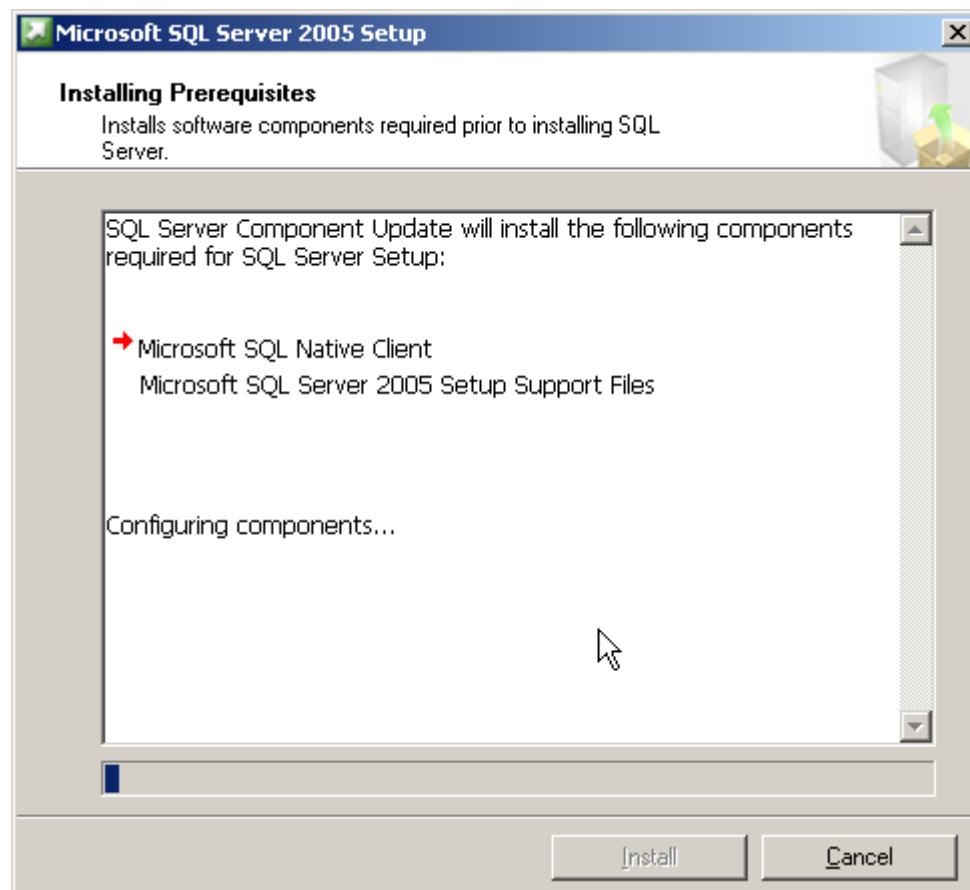 Microsoft SQL Server 2005 Setup
Installing Prerequisites
Installs software components required prior to installing SQL
Server.
SQL Server Component Update will install the following components
required for SQL Server Setup:
Microsoft SQL Native Client
Microsoft SQL Server 2005 Setup Support Files
Configuring components...
Install
Cancel